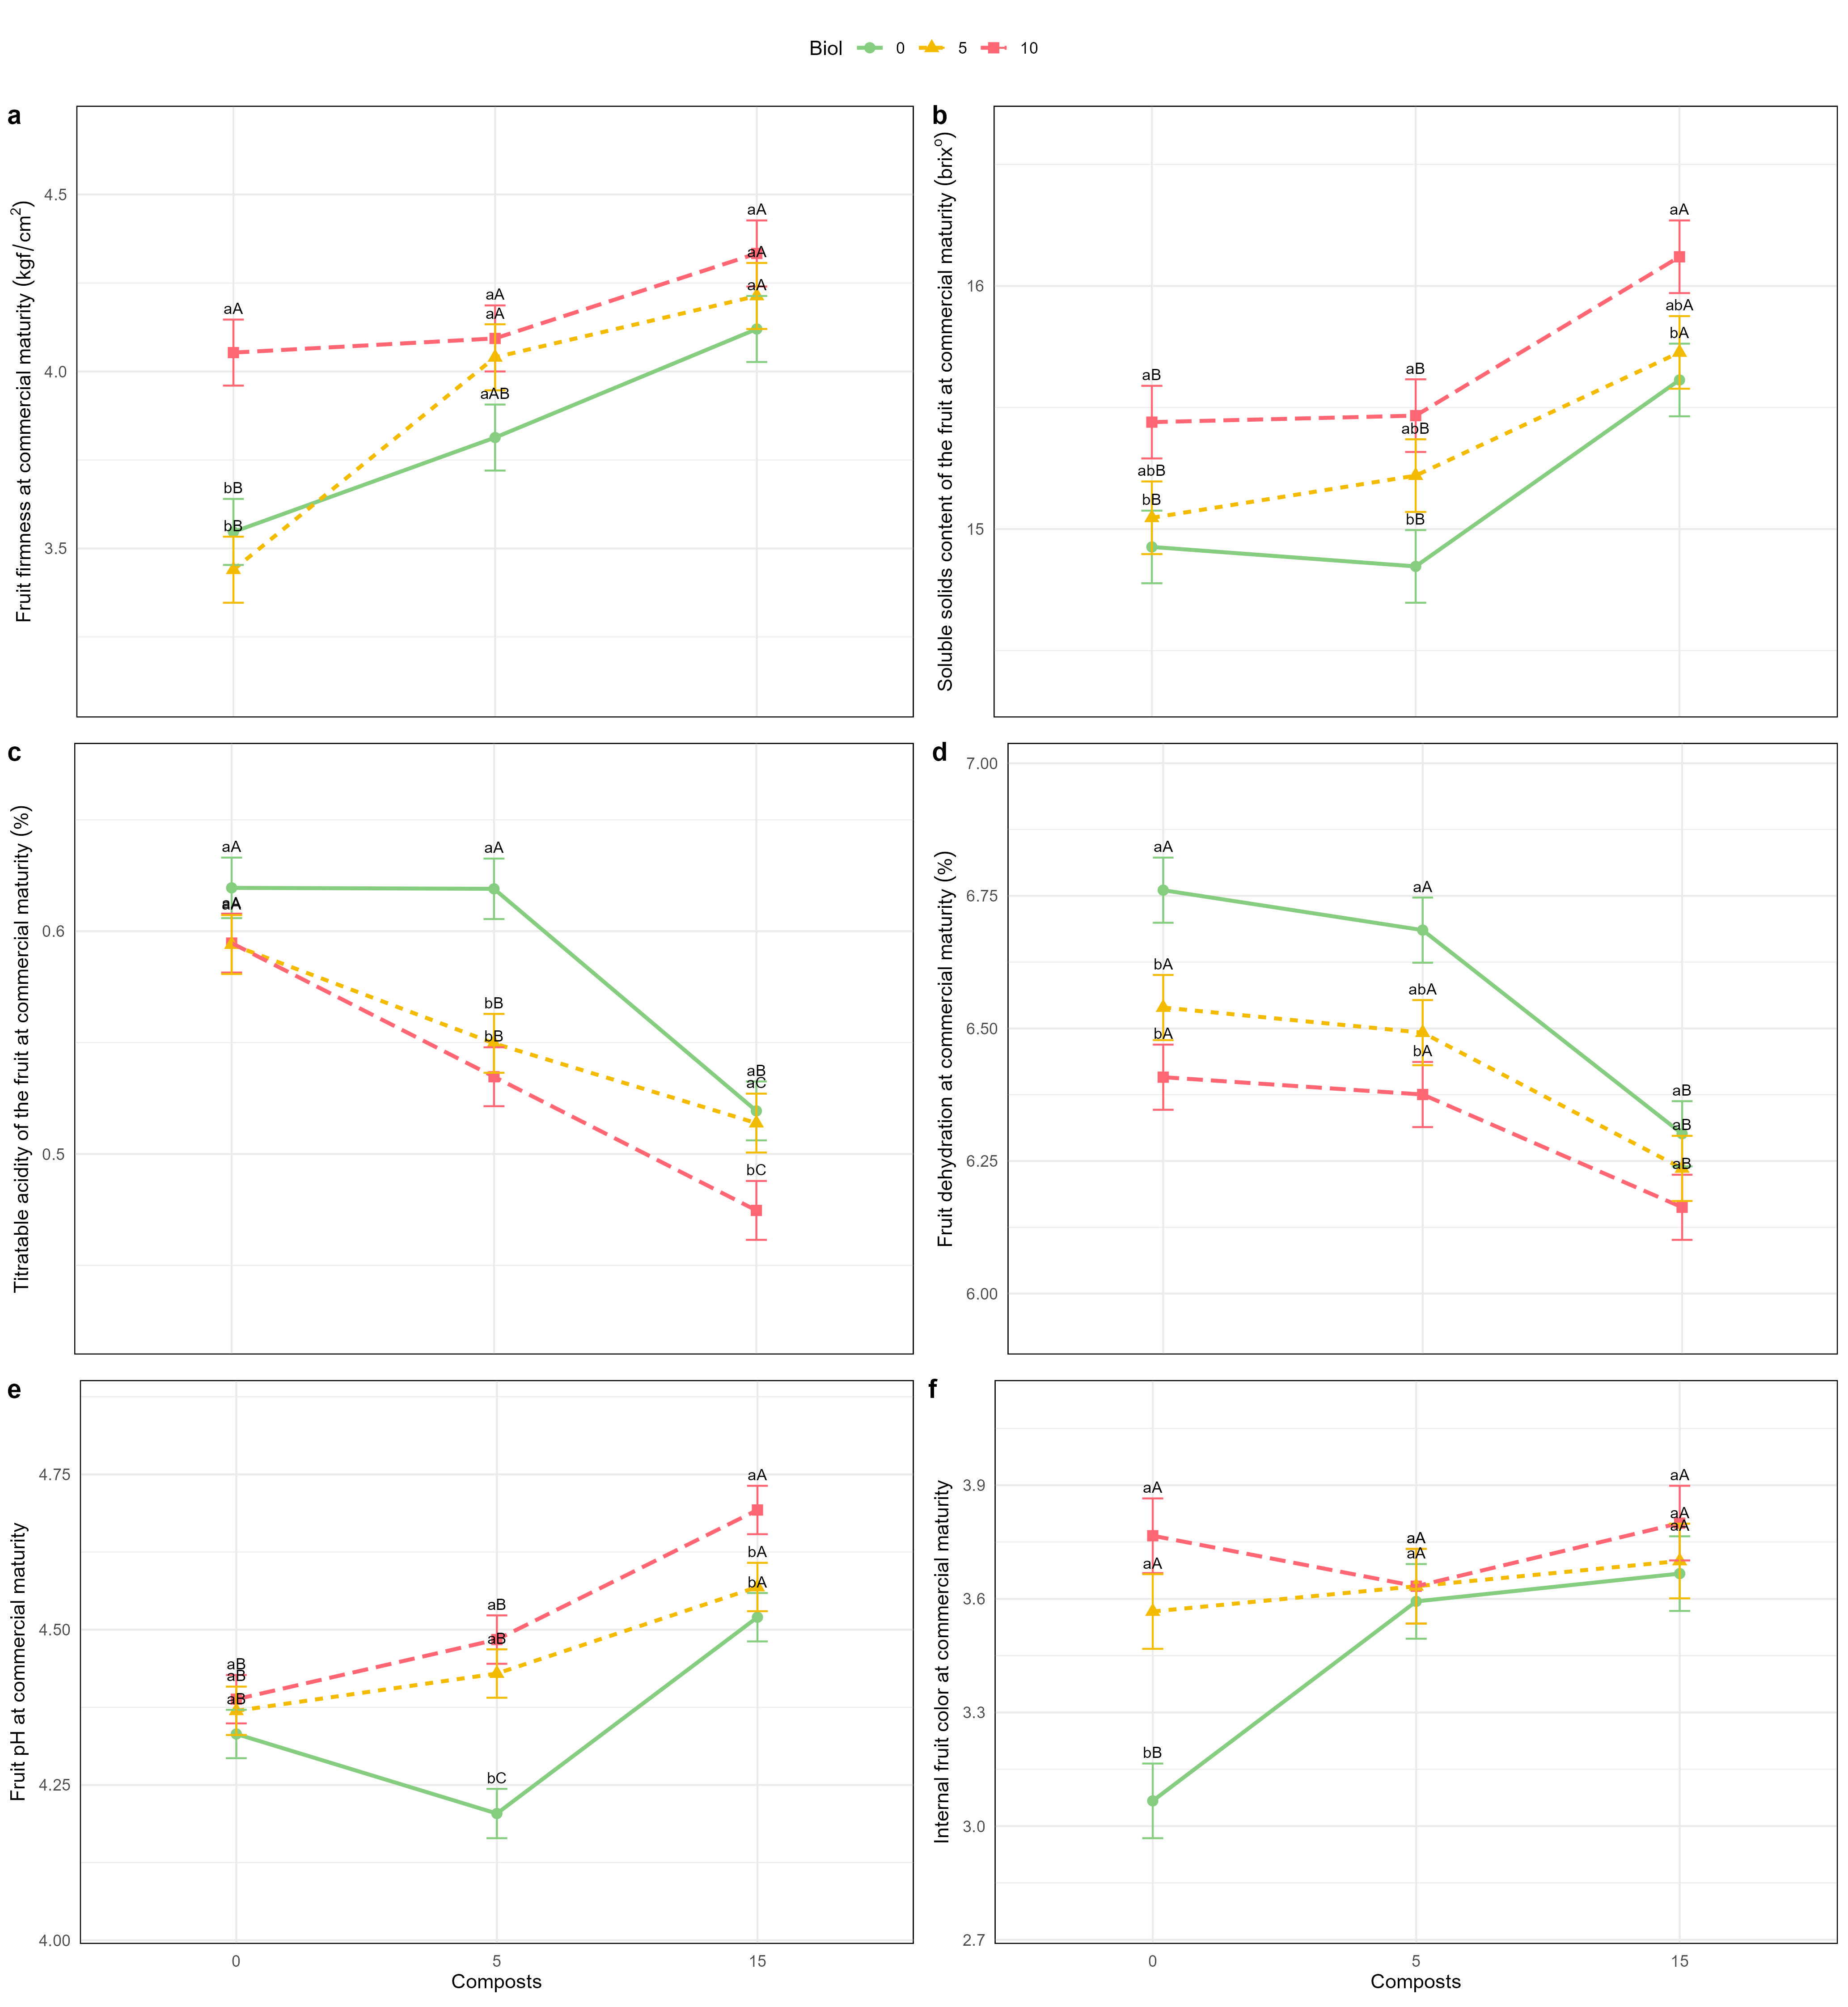 Biol 0 5 10
a
Fruit firmness at commercial maturity (kgf/cm²)
4.5
4.0
3.5
aA
bB
bB
aA
aA
aAB
aA
aA
aA
b
Soluble solids content of the fruit at commercial maturity (brixº)
16
15
aB
abB
bB
aB
abB
bB
aA
abA
bA
c
Titratable acidity of the fruit at commercial maturity (%)
0.6
0.5
aA
aA
aA
aA
bB
bB
aB
aC
bC
d
Fruit dehydration at commercial maturity (%)
7.00
6.75
6.50
6.25
6.00
aA
bA
bA
aA
abA
bA
aB
aB
aB
e
Fruit pH at commercial maturity
4.75
4.50
4.25
4.00
aB
aB
aB
aB
aB
bC
aA
bA
bA
0 5 15
Composts
f
Internal fruit color at commercial maturity
3.9
3.6
3.3
3.0
2.7
aA
aA
bB
aA
aA
aA
aA
aA
0 5 15
Composts